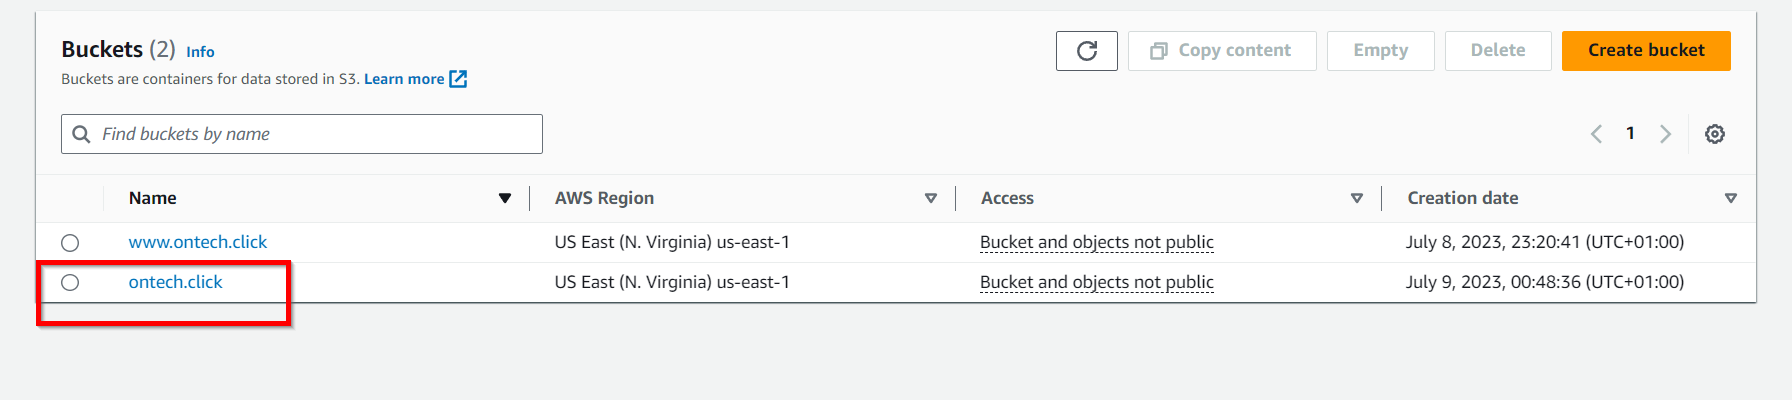 Buckets (2) Info
Buckets are containers for data stored in S3. Learn more
Copy content
Empty
Delete
Create bucket
Find buckets by name
1
Name AWS Region Access Creation date
www.ontech.click US East (N. Virginia) us-east-1 Bucket and objects not public July 8, 2023, 23:20:41 (UTC+01:00)
ontech.click US East (N. Virginia) us-east-1 Bucket and objects not public July 9, 2023, 00:48:36 (UTC+01:00)